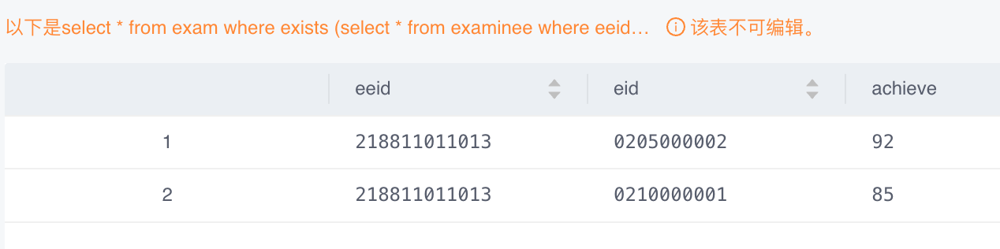 以下是select * from exam where exists (select * from examinee where eeid… 该表不可编辑。
eeid eid achieve
1 218811011013 0205000002 92
2 218811011013 0210000001 85